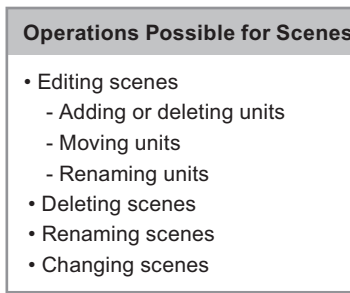 Operations Possible for Scenes
• Editing scenes
- Adding or deleting units
- Moving units
- Renaming units
• Deleting scenes
• Renaming scenes
• Changing scenes